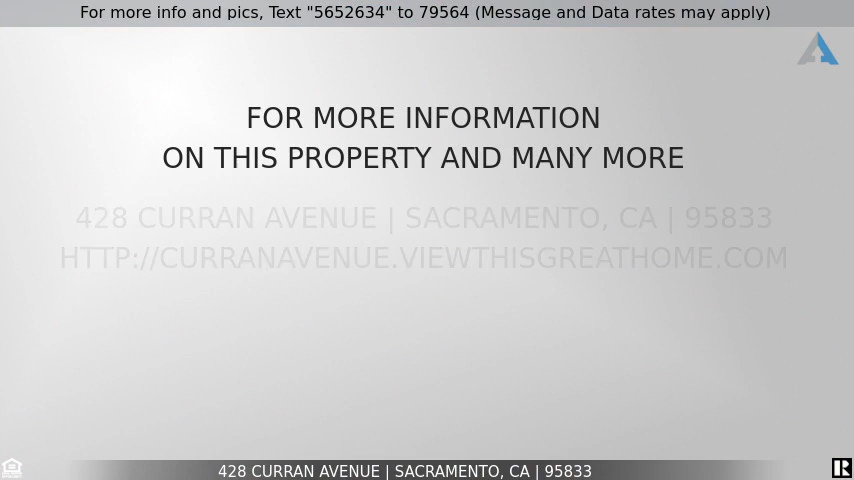 For more info and pics, Text "5652634" to 79564 (Message and Data rates may apply)
FOR MORE INFORMATION
ON THIS PROPERTY AND MANY MORE
428 CURRAN AVENUE | SACRAMENTO, CA | 95833
HTTP://CURRANAVENUE.VIEWTHISGREATHOME.COM
428 CURRAN AVENUE | SACRAMENTO, CA | 95833